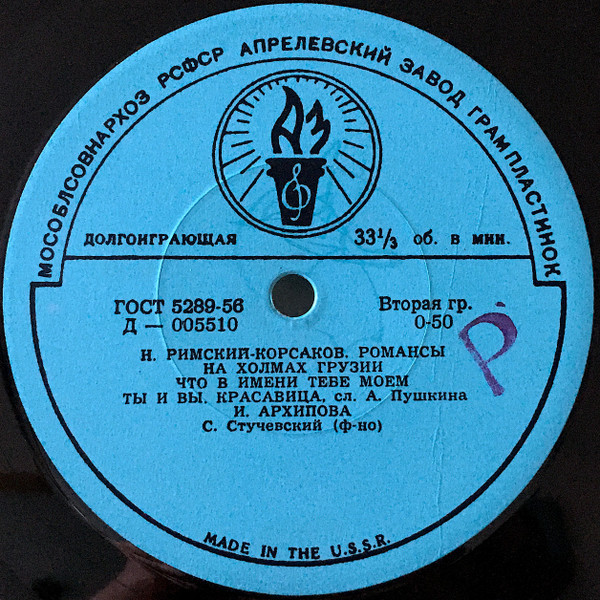 МОСОБЛСОВНАРХОЗ РСФСР АПРЕЛЕВСКИЙ ЗАВОД ГРАМПЛАСТИНОК
АЗ
ДОЛГОИГРАЮЩАЯ 33⅓ об. в мин.
ГОСТ 5289-56 Вторая гр.
Д — 005510 0-50
Р
Н. РИМСКИЙ-КОРСАКОВ. РОМАНСЫ
НА ХОЛМАХ ГРУЗИИ
ЧТО В ИМЕНИ ТЕБЕ МОЕМ
ТЫ И ВЫ. КРАСАВИЦА, сл. А. Пушкина
И. АРХИПОВА
С. Стучевский (ф-но)
MADE IN THE U.S.S.R.